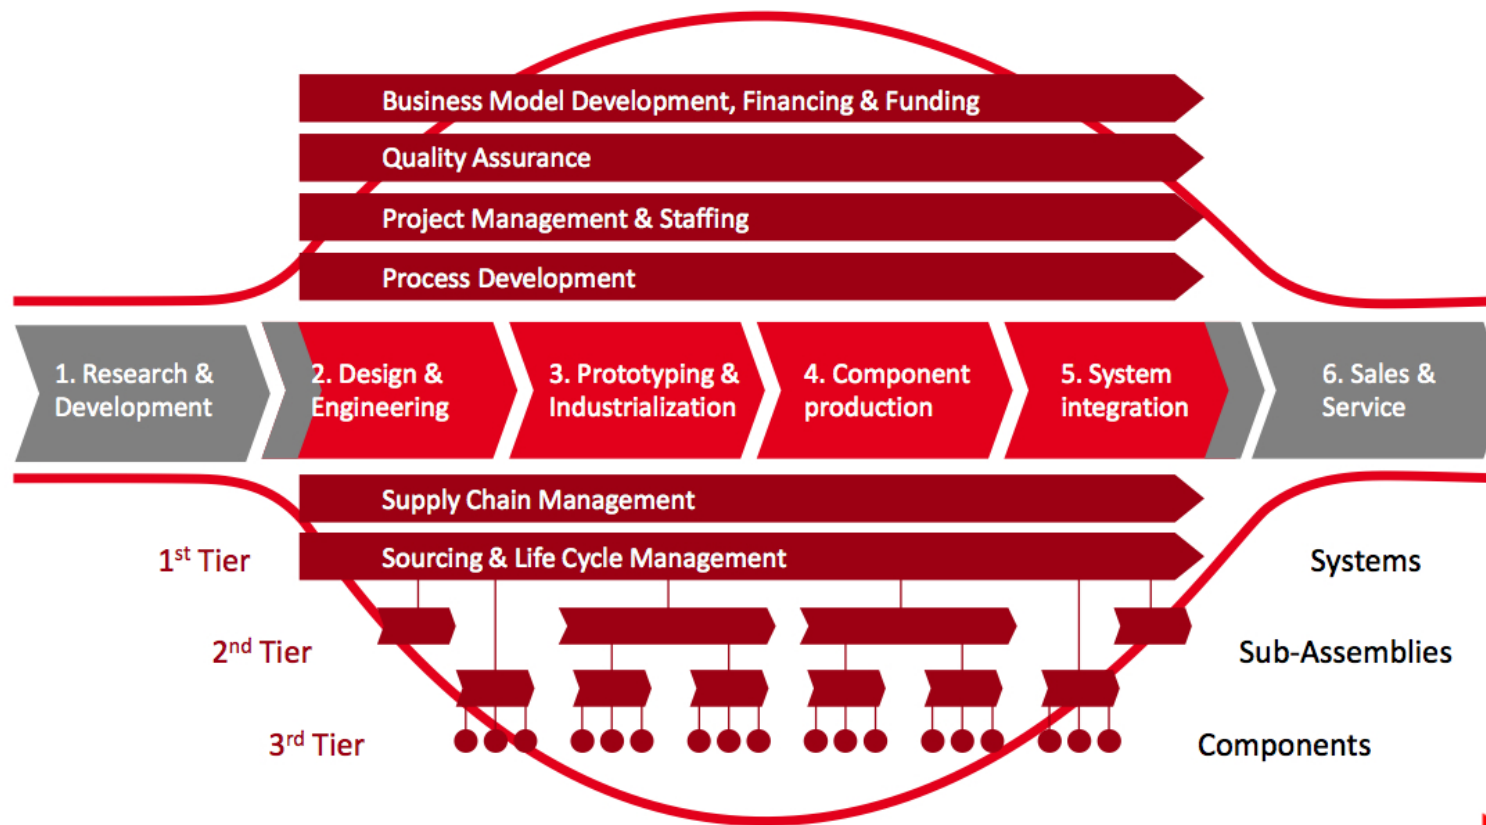 Business Model Development, Financing & Funding
Quality Assurance
Project Management & Staffing
Process Development
1. Research &
Development
2. Design &
Engineering
3. Prototyping &
Industrialization
4. Component
production
5. System
integration
6. Sales &
Service
Supply Chain Management
Sourcing & Life Cycle Management
1st Tier
Systems
2nd Tier
Sub-Assemblies
3rd Tier
Components